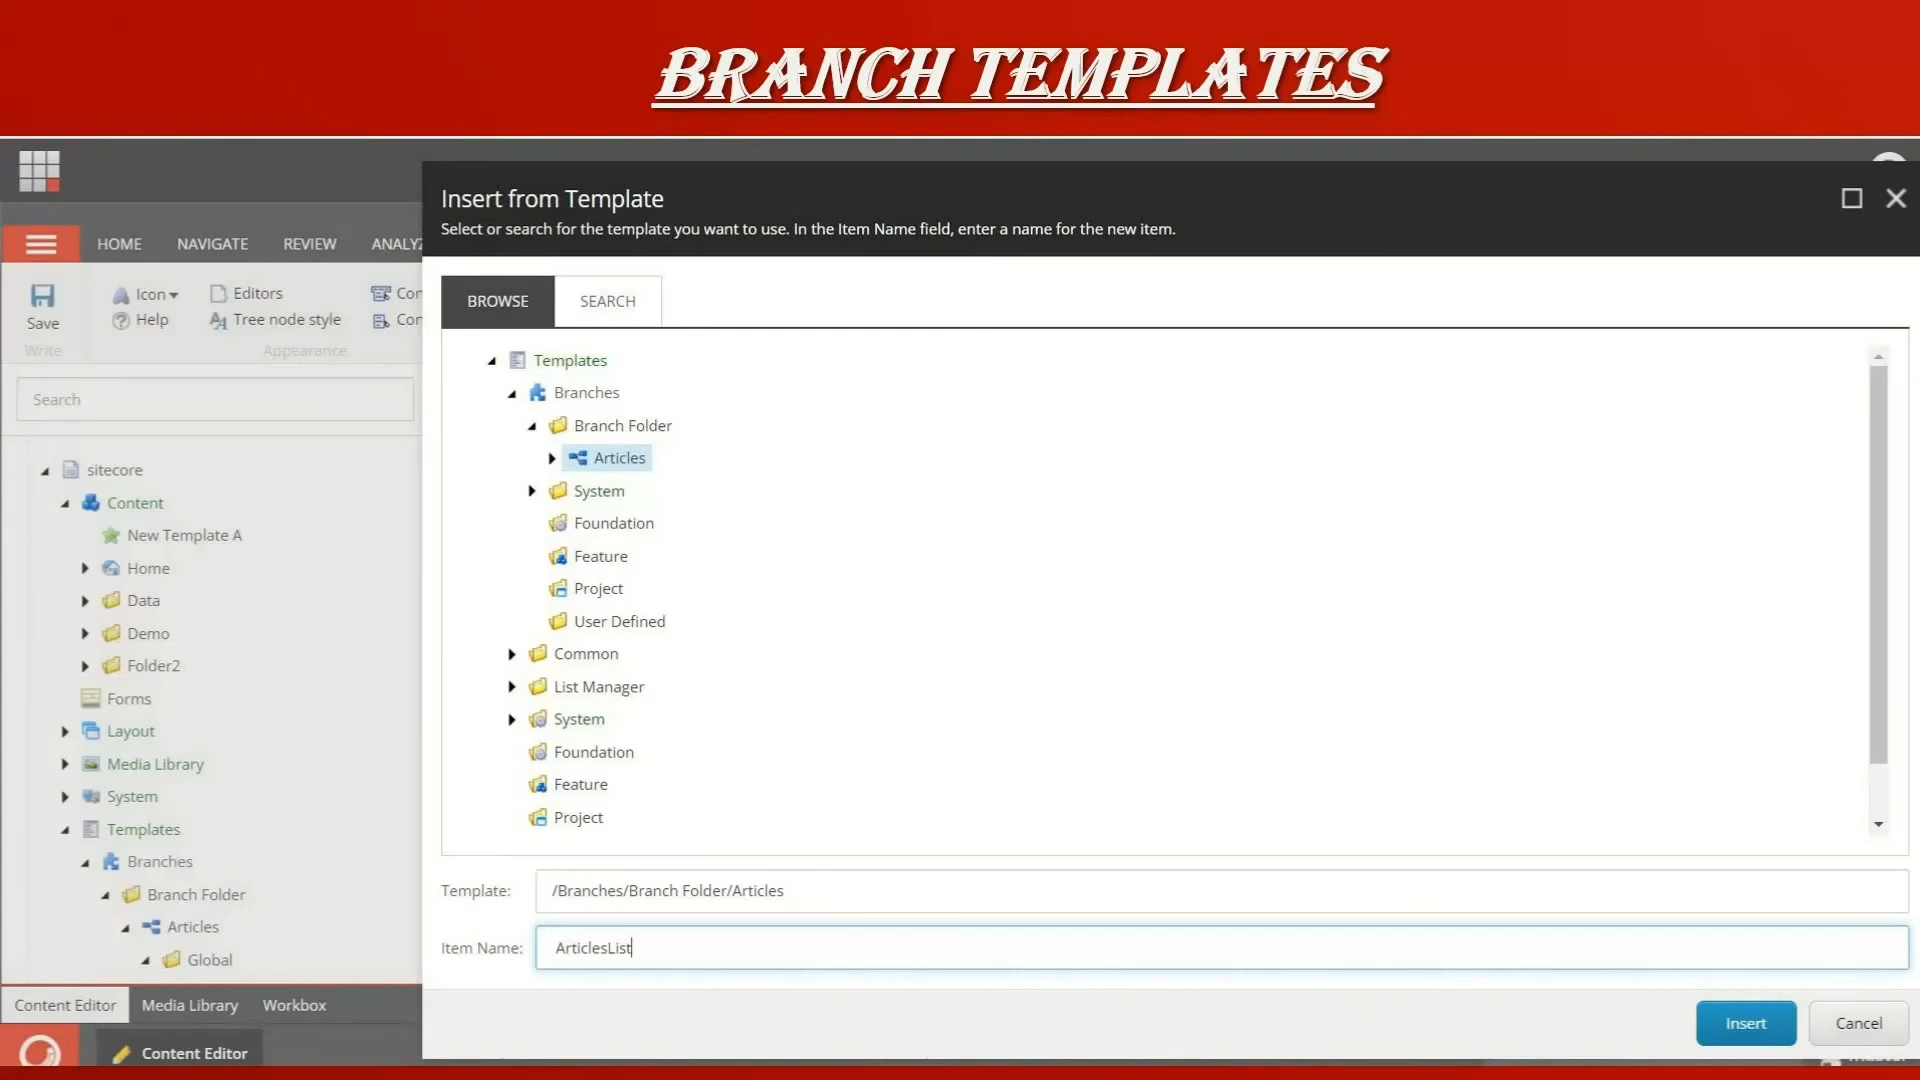 BRANCH TEMPLATES
Insert from Template
Select or search for the template you want to use. In the Item Name field, enter a name for the new item.
HOME
NAVIGATE
REVIEW
ANALYZ
Save
Icon
Help
Editors
Tree node style
Con
Con
Write
Appearance
Search
sitecore
Content
New Template A
Home
Data
Demo
Folder2
Forms
Layout
Media Library
System
Templates
Branches
Branch Folder
Articles
Global
BROWSE
SEARCH
Templates
Branches
Branch Folder
Articles
System
Foundation
Feature
Project
User Defined
Common
List Manager
System
Foundation
Feature
Project
Template: /Branches/Branch Folder/Articles
Item Name: ArticlesList
Insert
Cancel
Content Editor
Media Library
Workbox
Content Editor